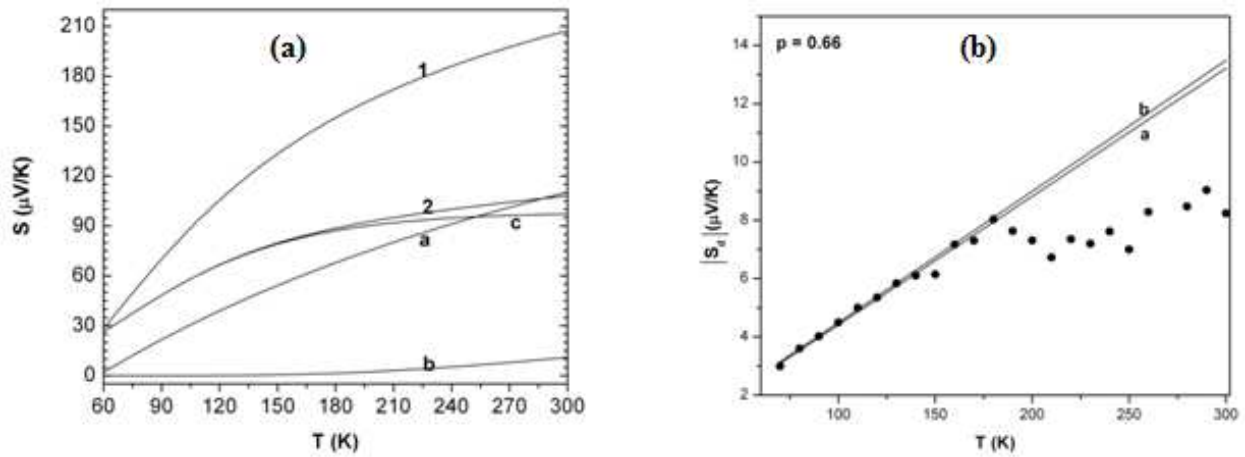 (a)
S (μV/K)
210
180
150
120
90
60
30
0
1
2
c
a
b
60 90 120 150 180 210 240 270 300
T (K)
p = 0.66
(b)
|S_d| (μV/K)
14
12
10
8
6
4
2
b
a
100 150 200 250 300
T (K)